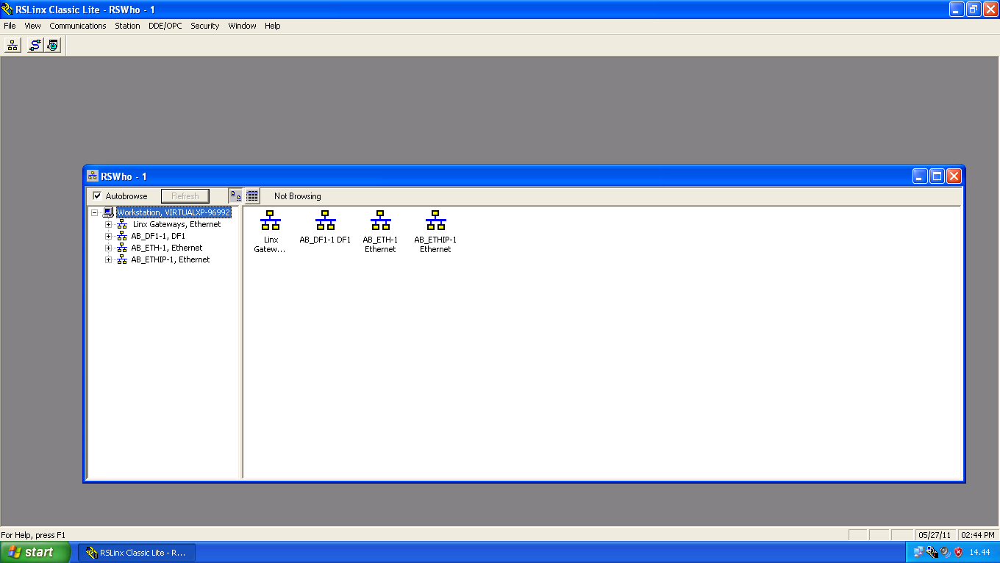 RSLinx Classic Lite - RSWho - 1
File View Communications Station DDE/OPC Security Window Help
RSWho - 1
Autobrowse Refresh Not Browsing
Workstation, VIRTUALXP-96992
Linx Gateways, Ethernet
AB_DF1-1, DF1
AB_ETH-1, Ethernet
AB_ETHIP-1, Ethernet
Linx
Gatew...
AB_DF1-1 DF1
AB_ETH-1
Ethernet
AB_ETHIP-1
Ethernet
For Help, press F1
05/27/11 02:44 PM
start RSLinx Classic Lite - R... 14.44